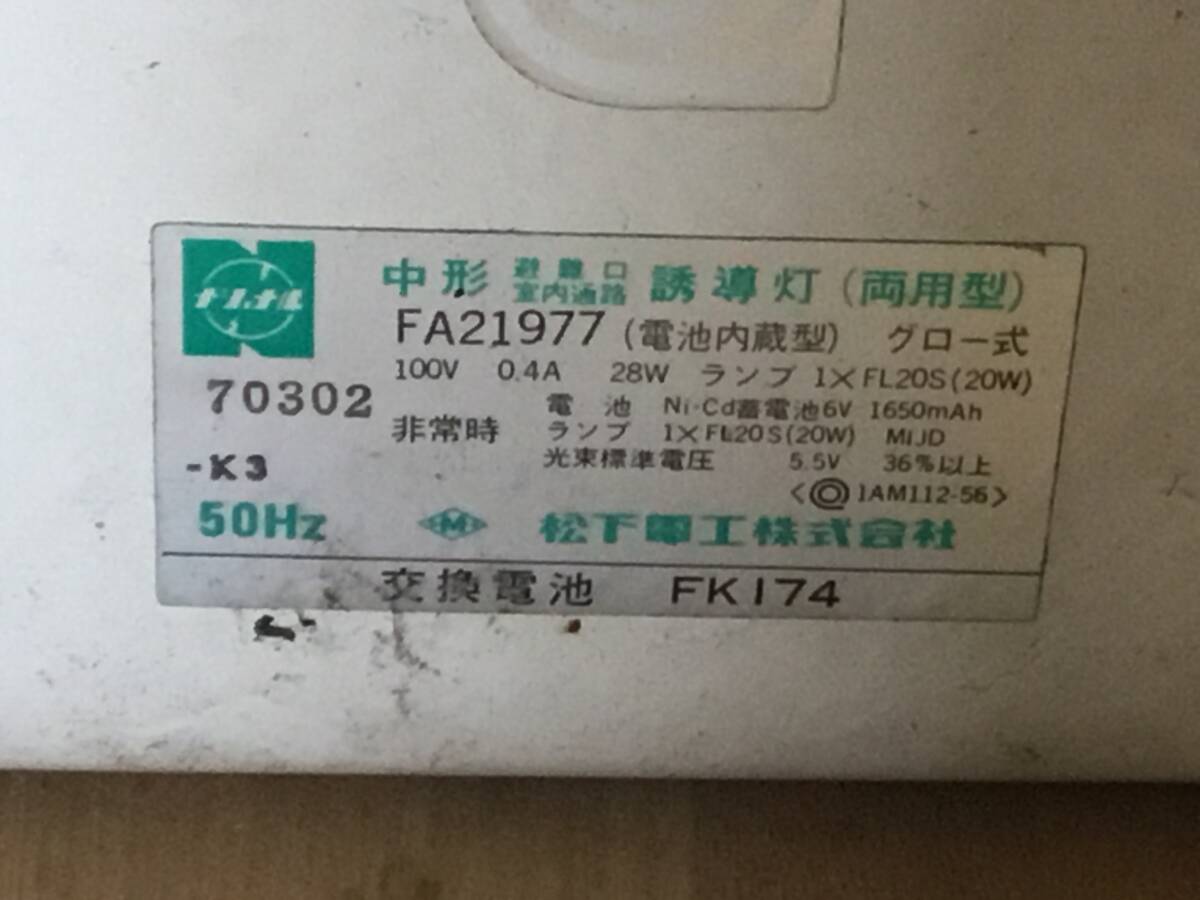 ナショナル
中形 避難口 室内通路 誘導灯(両用型)
FA21977 (電池内蔵型) グロー式
70302
100V 0.4A 28W ランプ 1×FL20S(20W)
非常時
電池 Ni-Cd蓄電池6V 1650mAh
ランプ 1×FL20S(20W) MIJD
光束標準電圧 5.5V 36%以上
-K3
<◎1AM112-56>
50Hz M 松下電工株式会社
交換電池 FK174